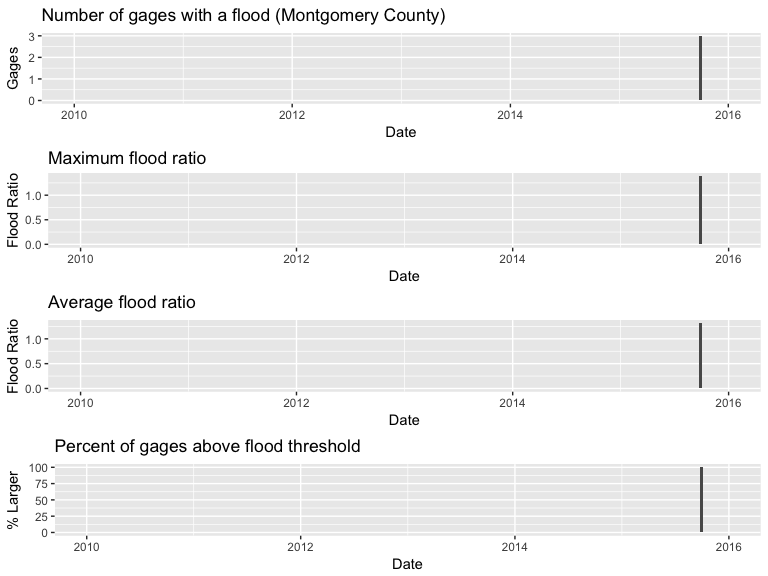 Number of gages with a flood (Montgomery County)
Gages
3
2
1
0
2010 2012 2014 2016
Date
Maximum flood ratio
Flood Ratio
1.0
0.5
0.0
2010 2012 2014 2016
Date
Average flood ratio
Flood Ratio
1.0
0.5
0.0
2010 2012 2014 2016
Date
Percent of gages above flood threshold
% Larger
100
75
50
25
0
2010 2012 2014 2016
Date